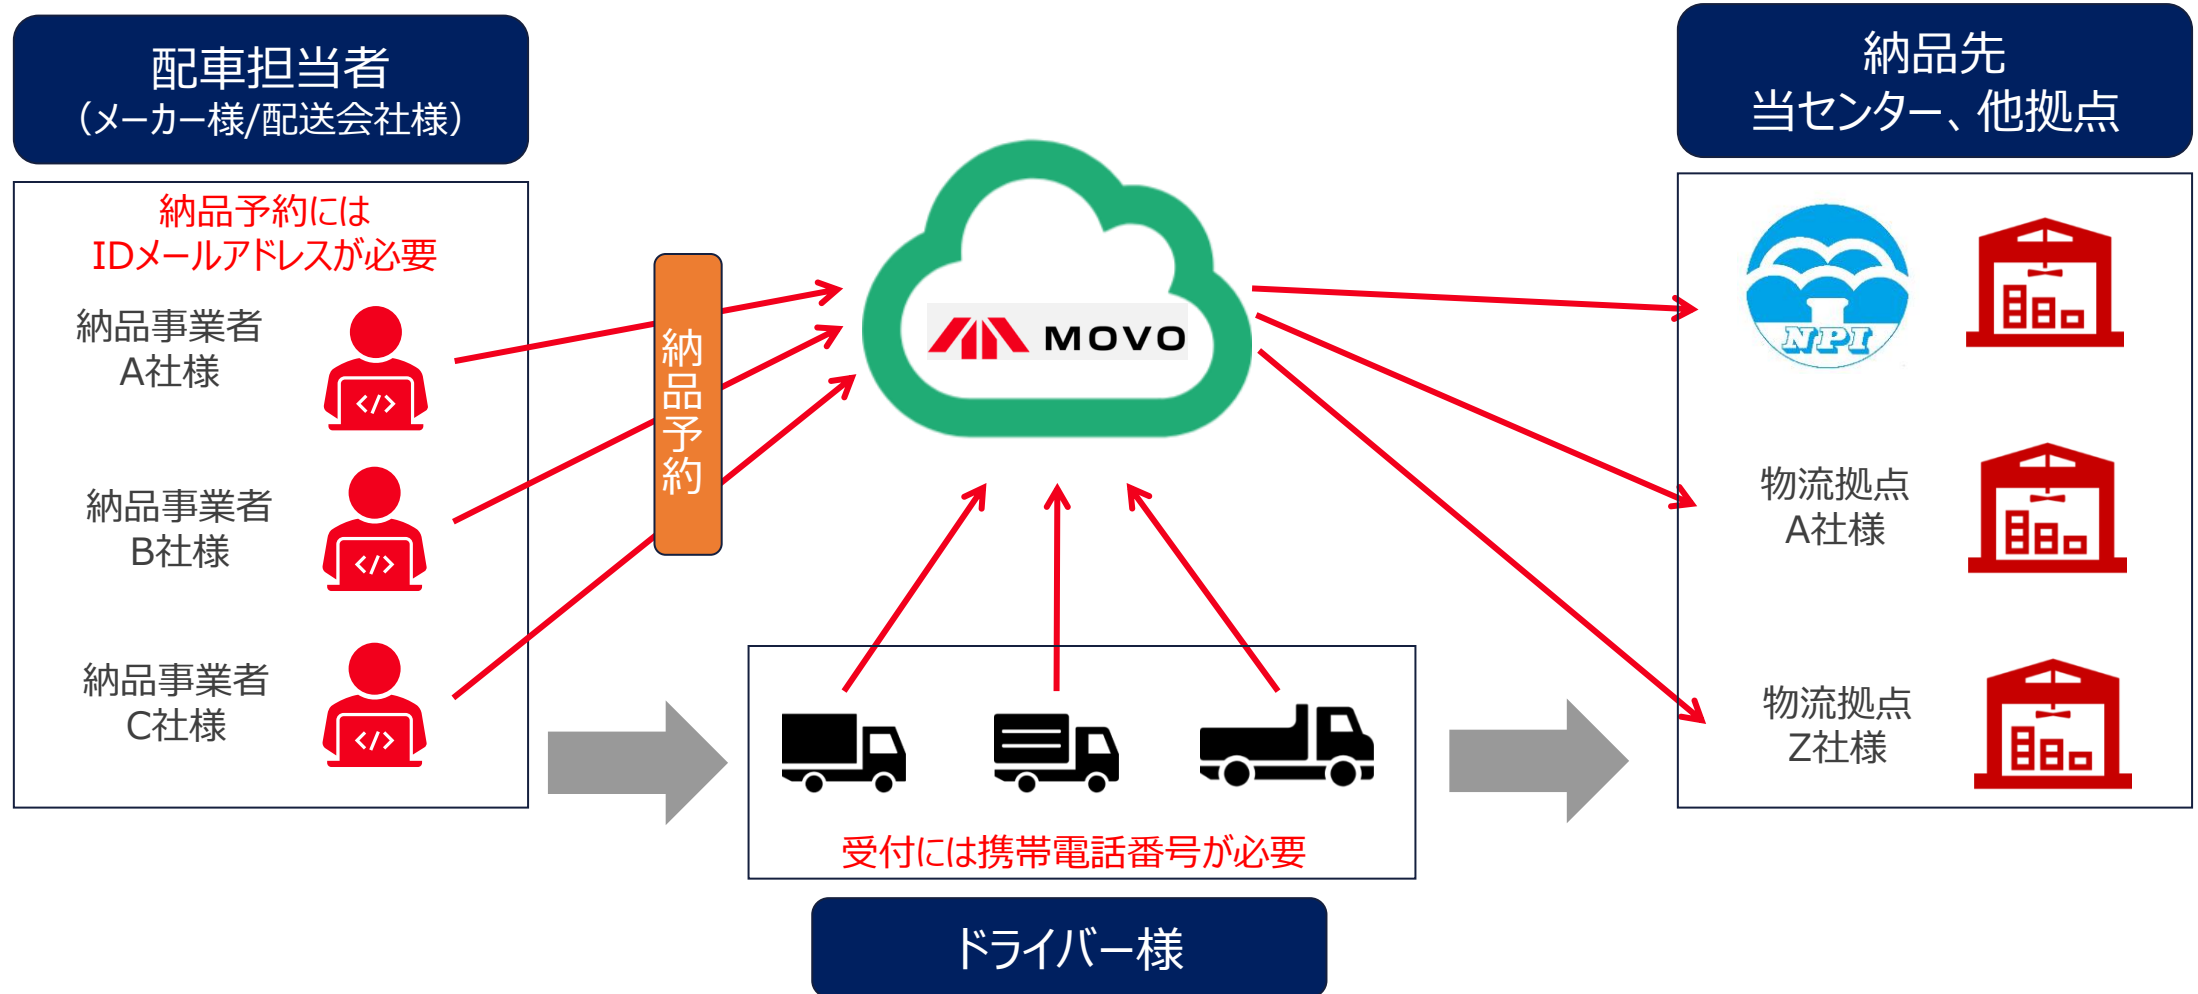 配車担当者
（メーカー様/配送会社様）
納品予約には
IDメールアドレスが必要
納品事業者
A社様
納品事業者
B社様
納品事業者
C社様
納品予約
MOVO
受付には携帯電話番号が必要
ドライバー様
納品先
当センター、他拠点
NPI
物流拠点
A社様
物流拠点
Z社様